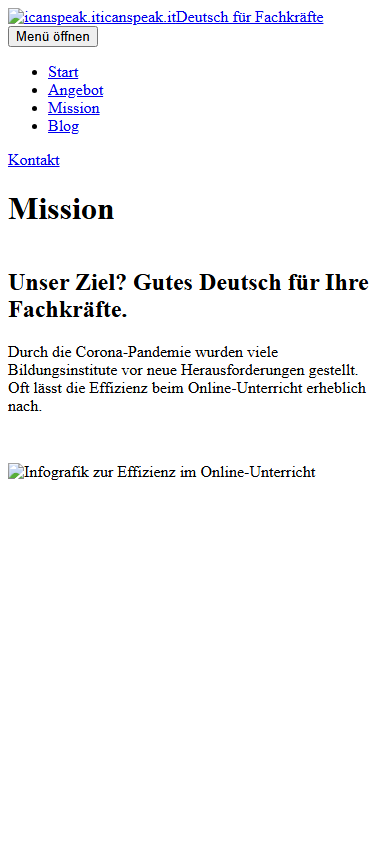 icanspeak.iticanspeak.itDeutsch für Fachkräfte
Menü öffnen
Start
Angebot
Mission
Blog
Kontakt
Mission
Unser Ziel? Gutes Deutsch für Ihre
Fachkräfte.
Durch die Corona-Pandemie wurden viele
Bildungsinstitute vor neue Herausforderungen gestellt.
Oft lässt die Effizienz beim Online-Unterricht erheblich
nach.
Infografik zur Effizienz im Online-Unterricht